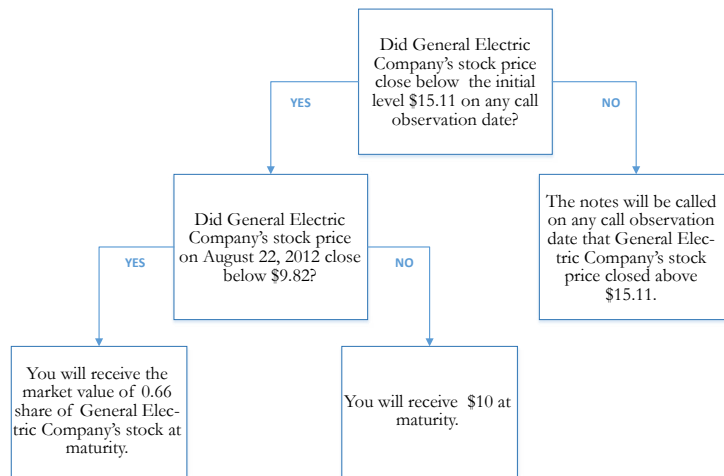 Did General Electric
Company's stock price
close below the initial
level $15.11 on any call
observation date?
YES
NO
Did General Electric
Company's stock price
on August 22, 2012 close
below $9.82?
The notes will be called
on any call observation
date that General Elec-
tric Company's stock
price closed above
$15.11.
YES
NO
You will receive the
market value of 0.66
share of General Elec-
tric Company's stock at
maturity.
You will receive $10 at
maturity.